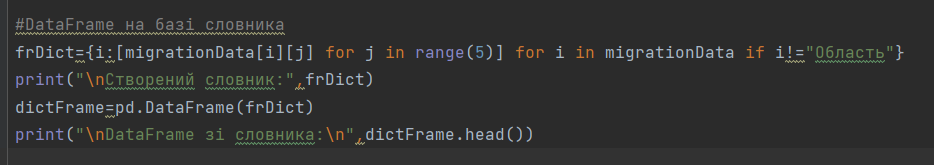 #DataFrame на базі словника
frDict={i:[migrationData[i][j] for j in range(5)] for i in migrationData if i!="Область"}
print("\nСтворений словник:",frDict)
dictFrame=pd.DataFrame(frDict)
print("\nDataFrame зі словника:\n",dictFrame.head())